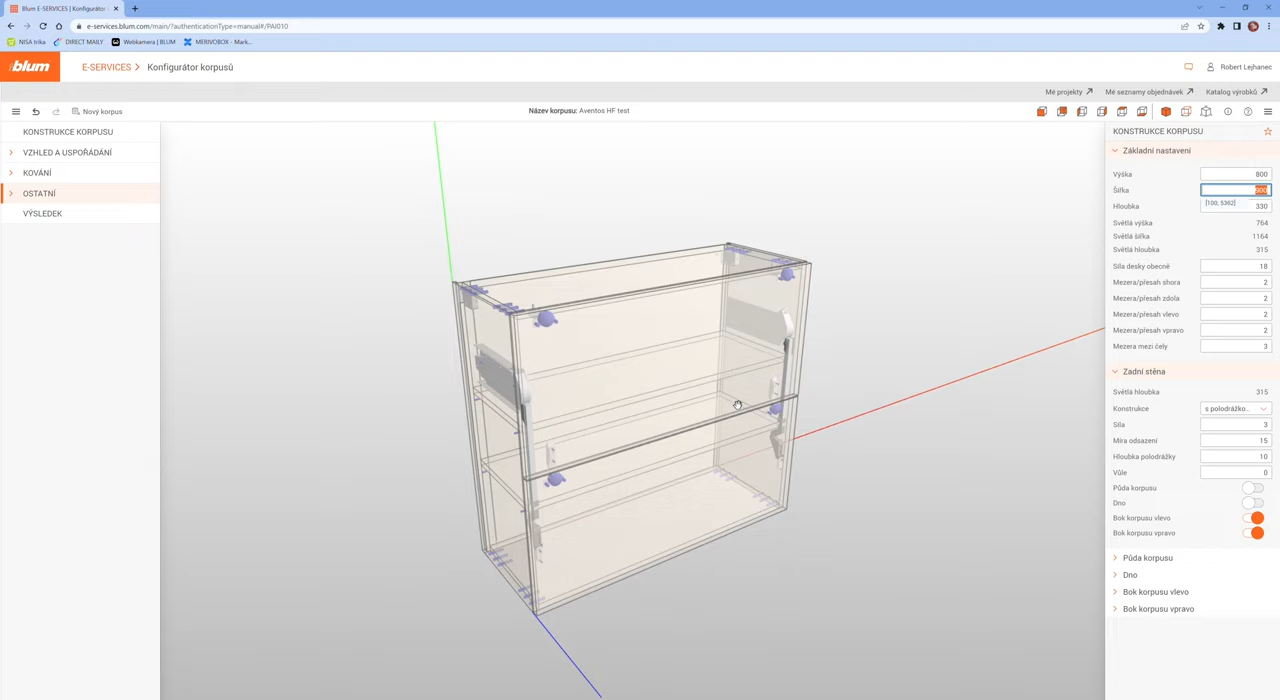 Blum E-SERVICES | Konfigurátor
e-services.blum.com/main/?authenticationType=manual#/PAI010
NISA trika
DIRECT MAILY
Webkamera | BLUM
MERIVOBOX - Mark...
blum
E-SERVICES
Konfigurátor korpusů
Robert Lejhanec
Mé projekty
Mé seznamy objednávek
Katalog výrobků
Nový korpus
Název korpusu: Aventos HF test
KONSTRUKCE KORPUSU
VZHLED A USPOŘÁDÁNÍ
KOVÁNÍ
OSTATNÍ
VÝSLEDEK
KONSTRUKCE KORPUSU
Základní nastavení
Výška 800
Šířka 900
Hloubka [100; 5362] 330
Světlá výška 764
Světlá šířka 1164
Světlá hloubka 315
Síla desky obecně 18
Mezera/přesah shora 2
Mezera/přesah zdola 2
Mezera/přesah vlevo 2
Mezera/přesah vpravo 2
Mezera mezi čely 3
Zadní stěna
Světlá hloubka 315
Konstrukce s polodrážko...
Síla 3
Míra odsazení 15
Hloubka polodrážky 10
Vůle 0
Půda korpusu
Dno
Bok korpusu vlevo
Bok korpusu vpravo
Půda korpusu
Dno
Bok korpusu vlevo
Bok korpusu vpravo